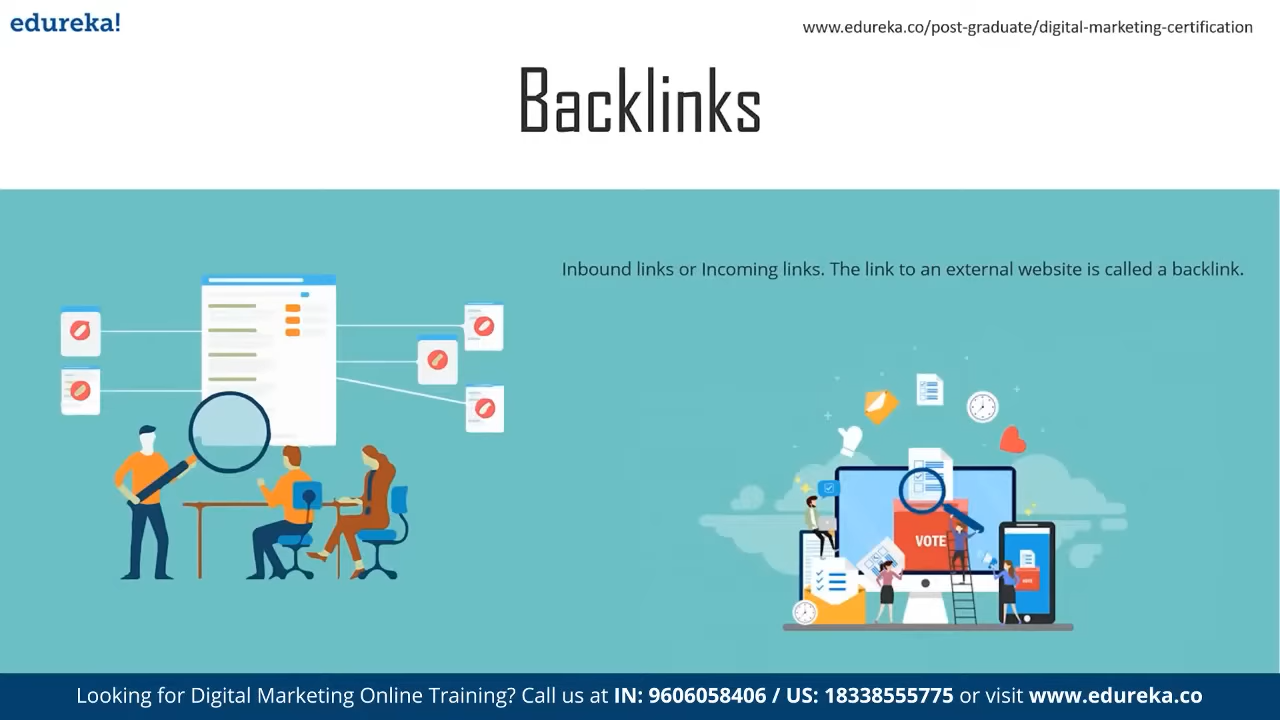 edureka!
www.edureka.co/post-graduate/digital-marketing-certification
Backlinks
Inbound links or Incoming links. The link to an external website is called a backlink.
VOTE
VOTE
Looking for Digital Marketing Online Training? Call us at IN: 9606058406 / US: 18338555775 or visit www.edureka.co